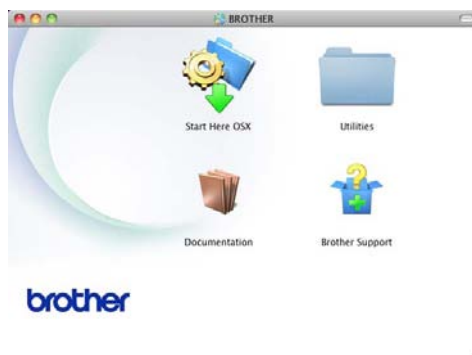 BROTHER
Start Here OSX
Utilities
Documentation
Brother Support
brother